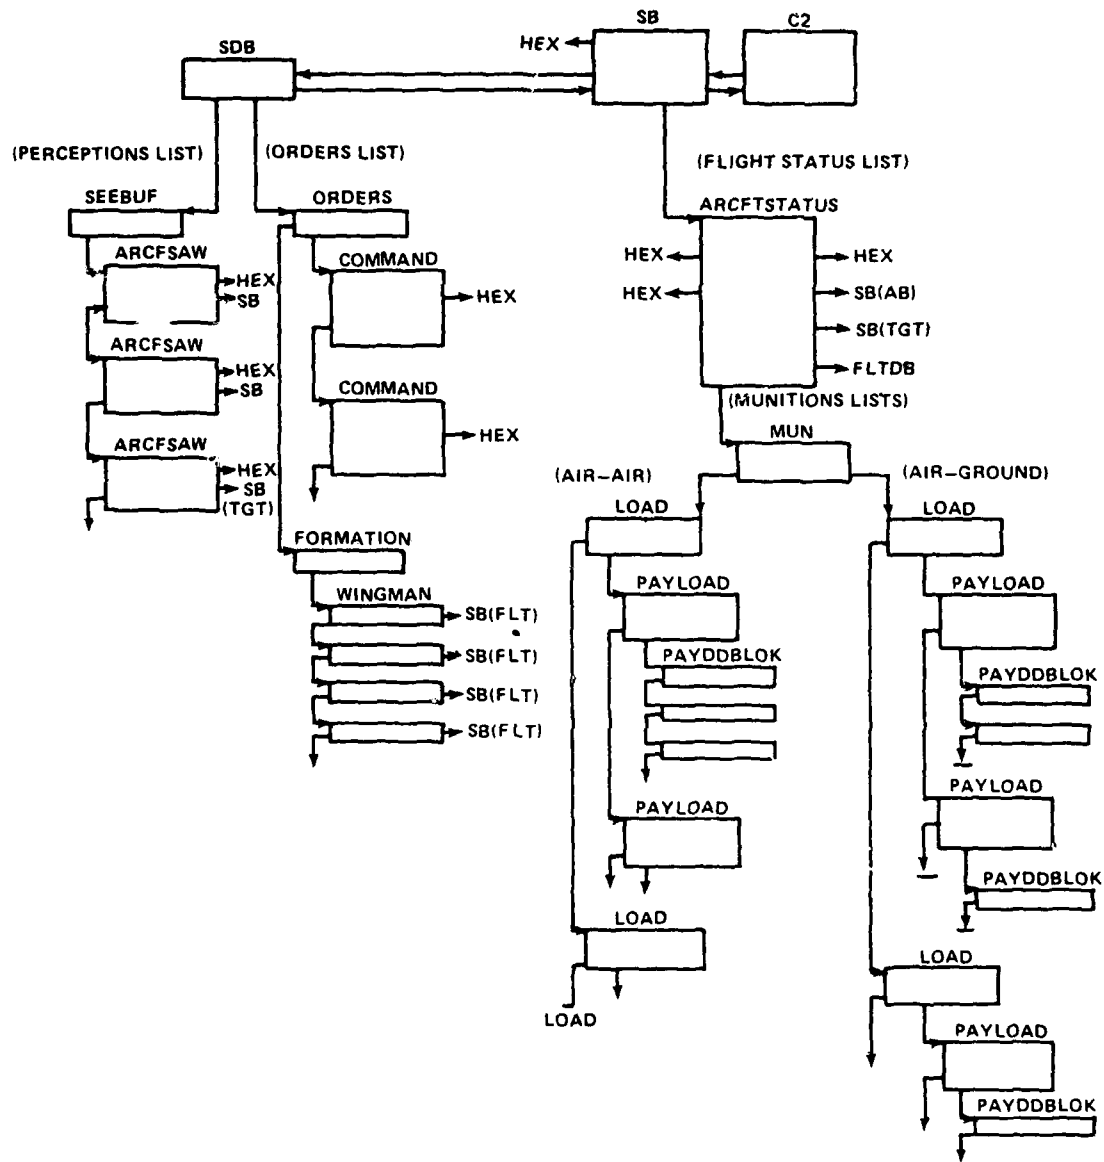 SB
C2
HEX
SDB
(PERCEPTIONS LIST)
(ORDERS LIST)
(FLIGHT STATUS LIST)
SEEBUF
ORDERS
ARCFTSTATUS
ARCFSAW
HEX
SB
COMMAND
HEX
HEX
HEX
HEX
SB(AB)
SB(TGT)
FLTDB
ARCFSAW
HEX
SB
COMMAND
HEX
(MUNITIONS LISTS)
MUN
ARCFSAW
HEX
SB
(TGT)
(AIR-AIR)
(AIR-GROUND)
LOAD
LOAD
FORMATION
WINGMAN
SB(FLT)
SB(FLT)
SB(FLT)
SB(FLT)
PAYLOAD
PAYDDBLOK
PAYLOAD
PAYDDBLOK
PAYLOAD
PAYLOAD
PAYDDBLOK
LOAD
LOAD
LOAD
PAYLOAD
PAYDDBLOK